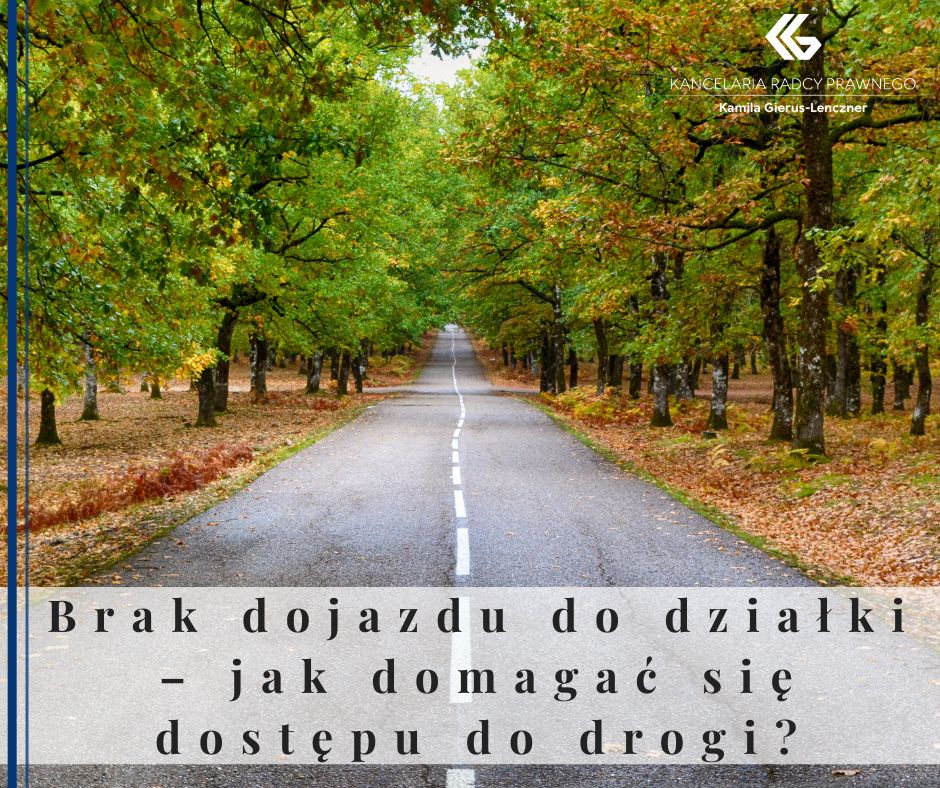 KANCELARIA RADCY PRAWNEGO
Kamila Gierus-Lenczner
Brak dojazdu do działki
– jak domagać się
dostępu do drogi?